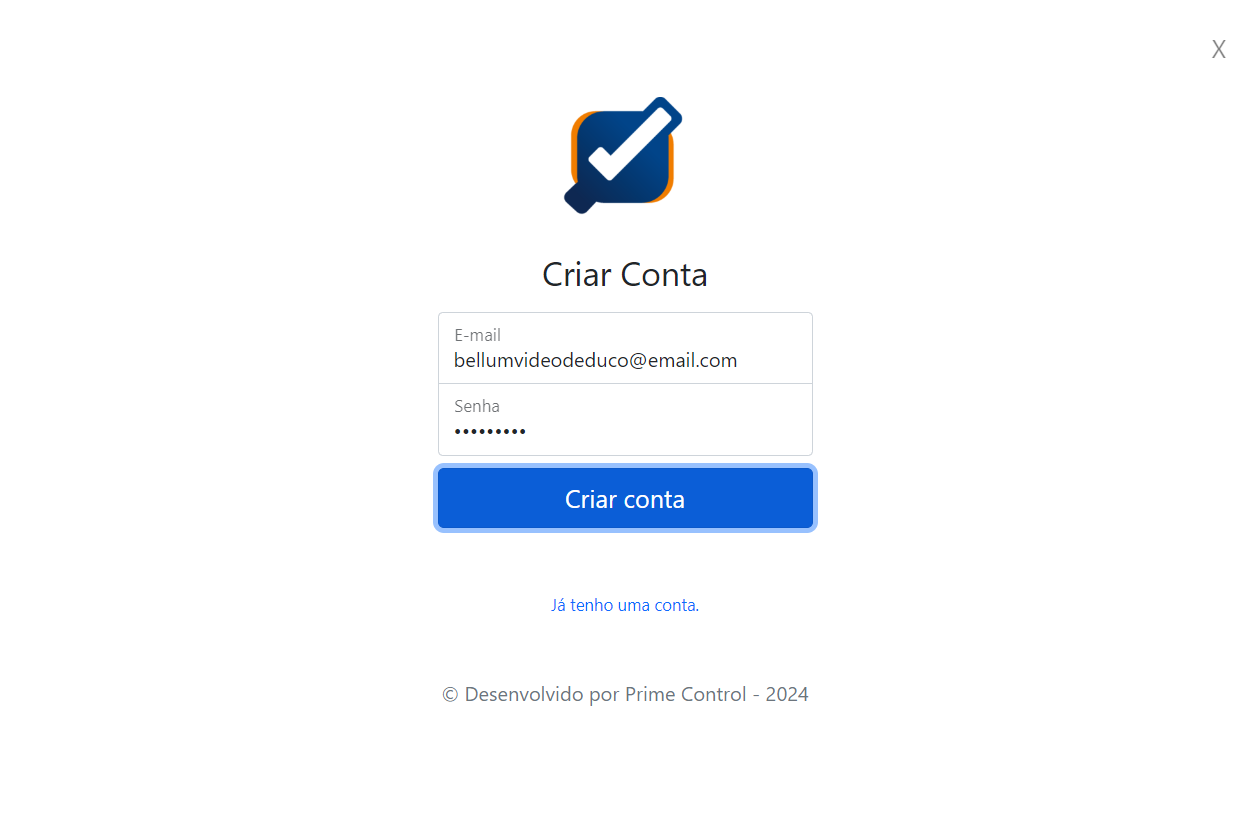 X
Criar Conta
E-mail
bellumvideodeduco@email.com
Senha
•••••••••
Criar conta
Já tenho uma conta.
© Desenvolvido por Prime Control - 2024